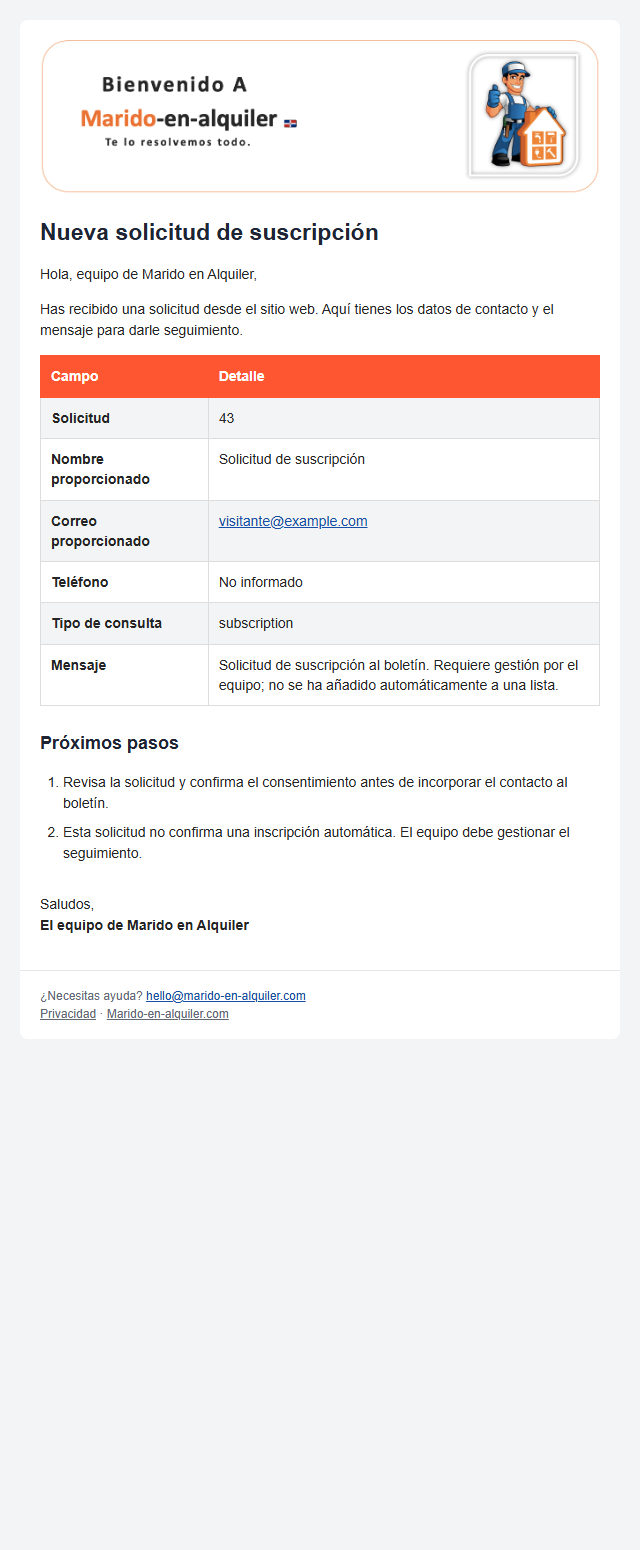 Bienvenido A
Marido-en-alquiler
Te lo resolvemos todo.
Nueva solicitud de suscripción
Hola, equipo de Marido en Alquiler,
Has recibido una solicitud desde el sitio web. Aquí tienes los datos de contacto y el
mensaje para darle seguimiento.
Campo Detalle
Solicitud 43
Nombre
proporcionado
Solicitud de suscripción
Correo
proporcionado
visitante@example.com
Teléfono No informado
Tipo de consulta subscription
Mensaje
Solicitud de suscripción al boletín. Requiere gestión por el
equipo; no se ha añadido automáticamente a una lista.
Próximos pasos
1. Revisa la solicitud y confirma el consentimiento antes de incorporar el contacto al
boletín.
2. Esta solicitud no confirma una inscripción automática. El equipo debe gestionar el
seguimiento.
Saludos,
El equipo de Marido en Alquiler
¿Necesitas ayuda? hello@marido-en-alquiler.com
Privacidad · Marido-en-alquiler.com